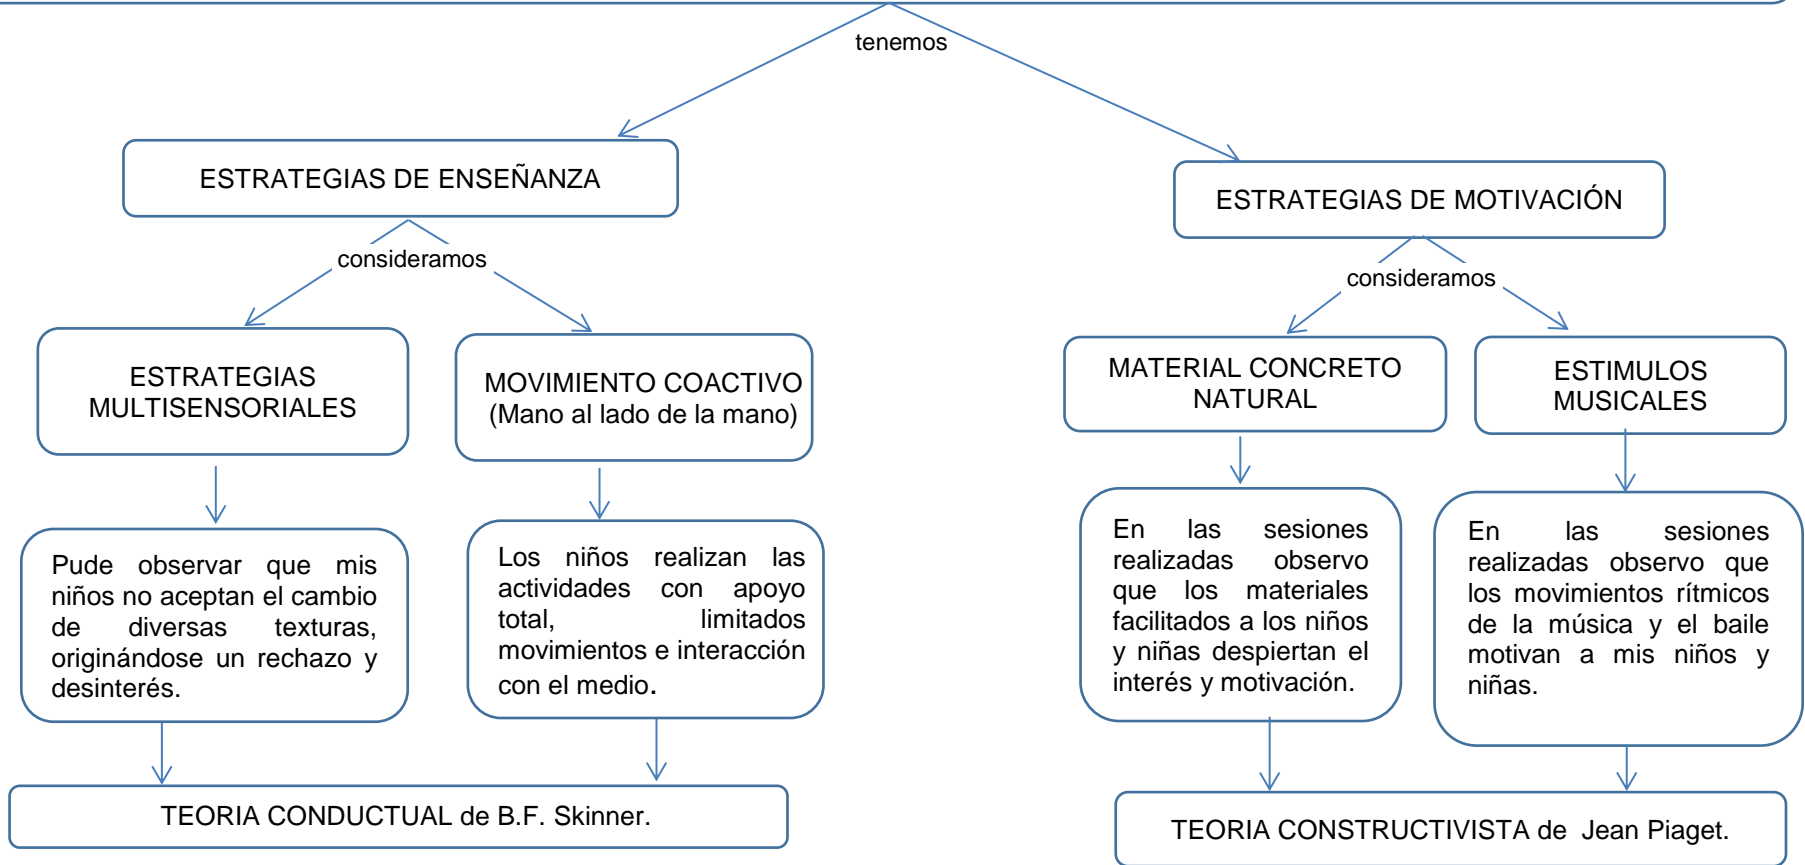 tenemos
ESTRATEGIAS DE ENSEÑANZA
ESTRATEGIAS DE MOTIVACIÓN
consideramos
consideramos
ESTRATEGIAS
MULTISENSORIALES
MOVIMIENTO COACTIVO
(Mano al lado de la mano)
MATERIAL CONCRETO
NATURAL
ESTIMULOS
MUSICALES
Pude observar que mis
niños no aceptan el cambio
de diversas texturas,
originándose un rechazo y
desinterés.
Los niños realizan las
actividades con apoyo
total, limitados
movimientos e interacción
con el medio.
En las sesiones
realizadas observo
que los materiales
facilitados a los niños
y niñas despiertan el
interés y motivación.
En las sesiones
realizadas observo que
los movimientos rítmicos
de la música y el baile
motivan a mis niños y
niñas.
TEORIA CONDUCTUAL de B.F. Skinner.
TEORIA CONSTRUCTIVISTA de Jean Piaget.